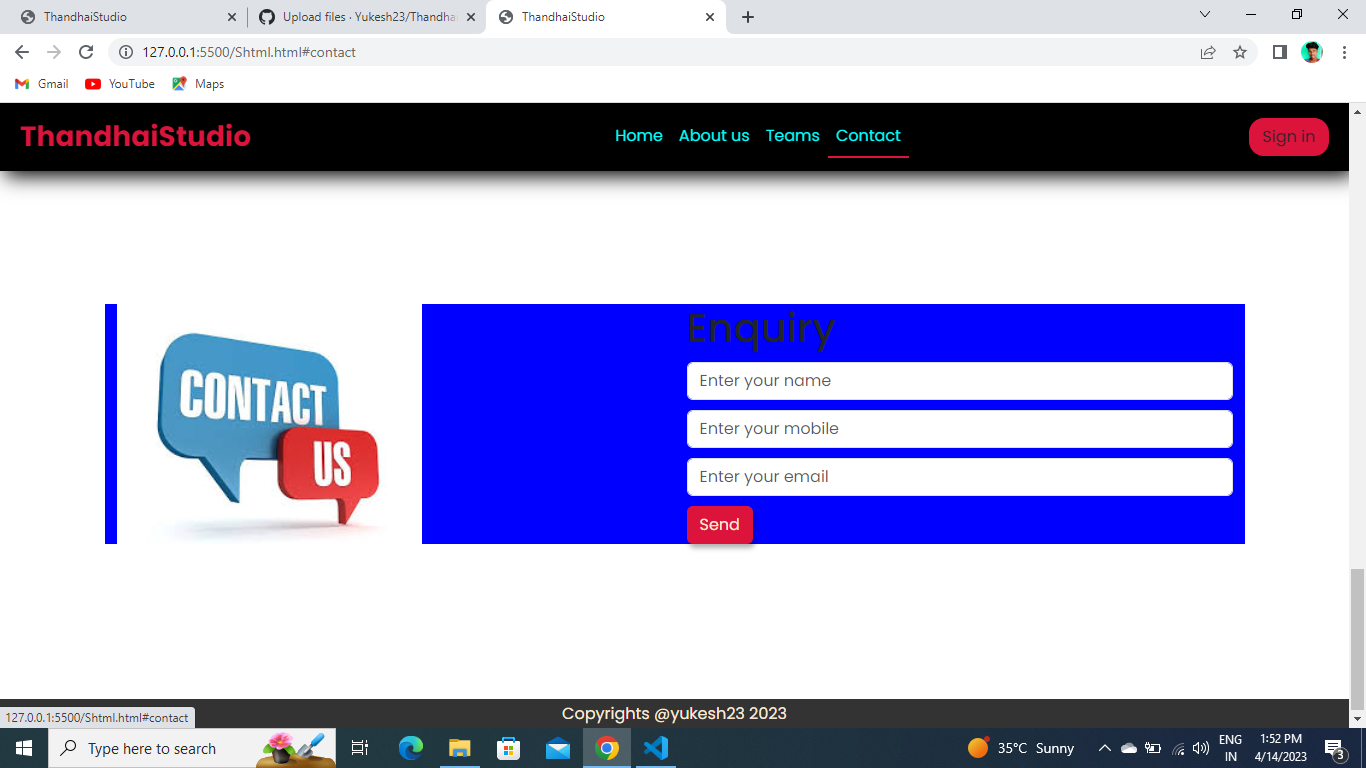 ThandhaiStudio
Upload files · Yukesh23/Thandhai
ThandhaiStudio
127.0.0.1:5500/Shtml.html#contact
Gmail
YouTube
Maps
ThandhaiStudio
Home
About us
Teams
Contact
Sign in
CONTACT
US
Enquiry
Enter your name
Enter your mobile
Enter your email
Send
Copyrights @yukesh23 2023
127.0.0.1:5500/Shtml.html#contact
Type here to search
35°C Sunny
ENG
IN
1:52 PM
4/14/2023
3